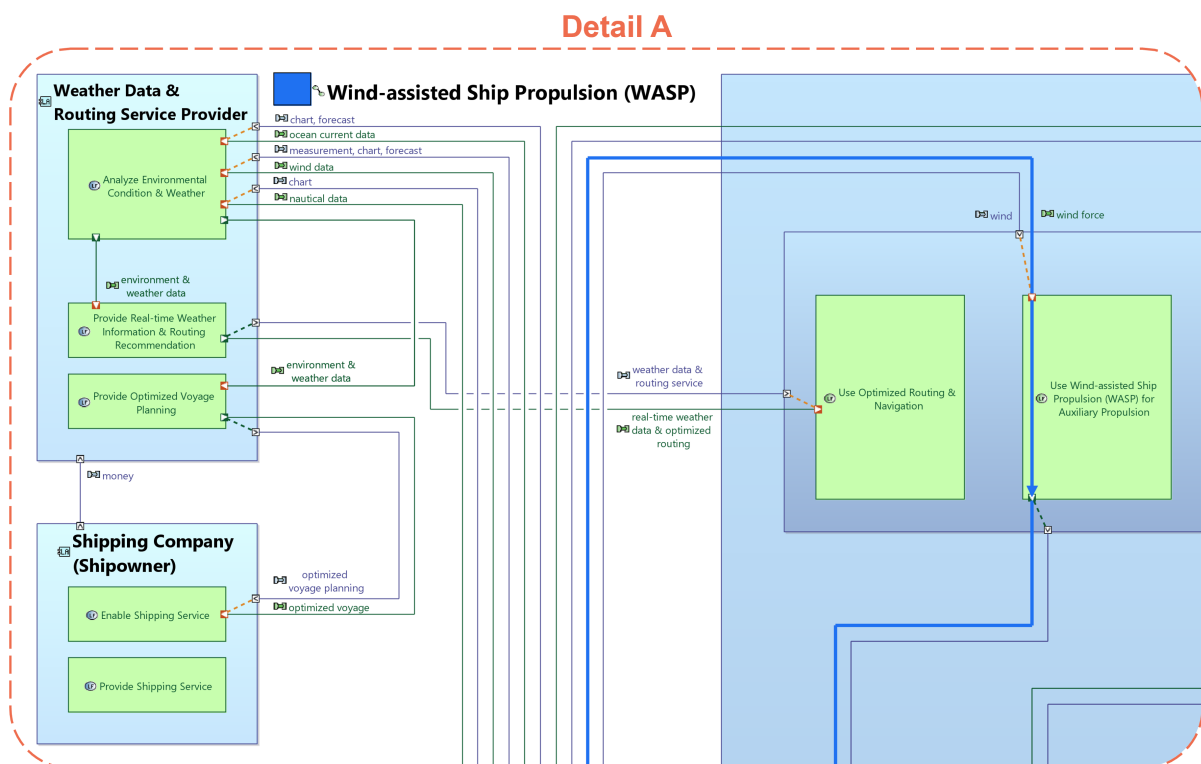 Detail A
Weather Data &
Routing Service Provider
Wind-assisted Ship Propulsion (WASP)
chart, forecast
ocean current data
measurement, chart, forecast
wind data
chart
nautical data
Analyze Environmental
Condition & Weather
environment &
weather data
Provide Real-time Weather
Information & Routing
Recommendation
Provide Optimized Voyage
Planning
environment &
weather data
money
Shipping Company
(Shipowner)
Enable Shipping Service
Provide Shipping Service
optimized
voyage planning
optimized voyage
weather data &
routing service
real-time weather
data & optimized
routing
wind
wind force
Use Optimized Routing &
Navigation
Use Wind-assisted Ship
Propulsion (WASP) for
Auxiliary Propulsion